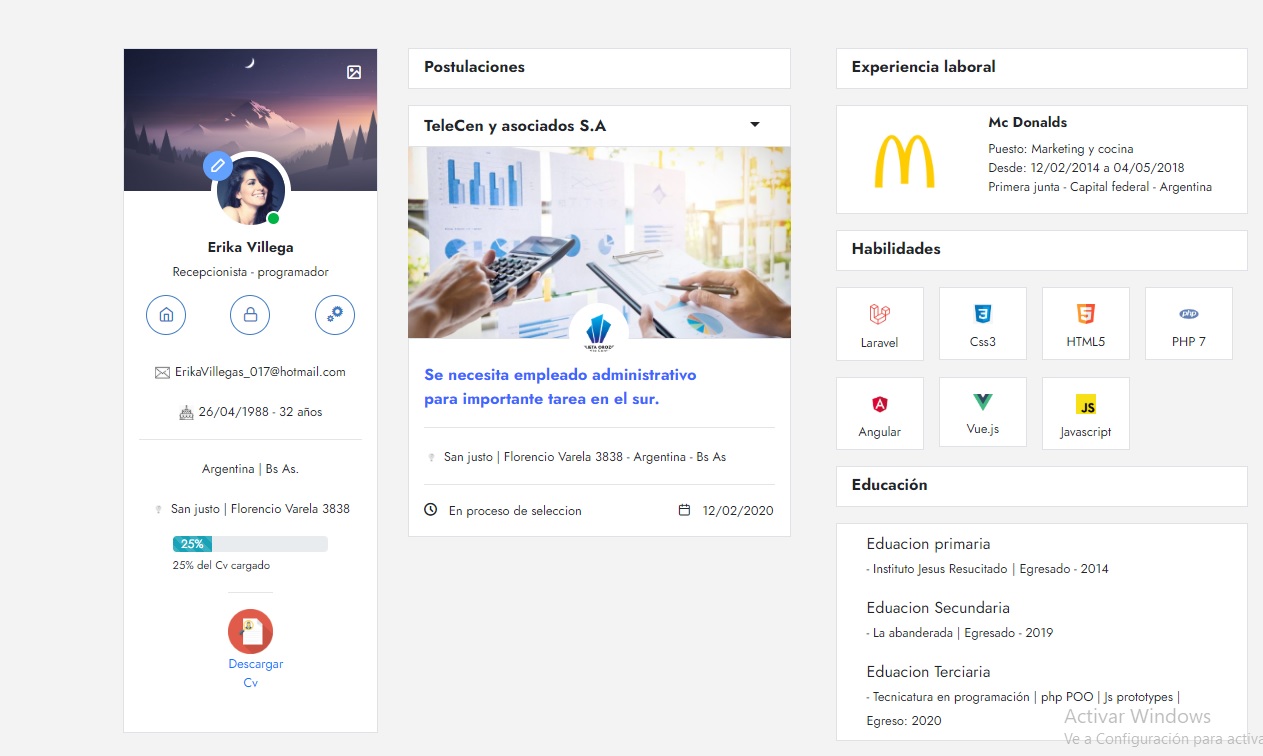 Erika Villega
Recepcionista - programador
ErikaVillegas_017@hotmail.com
26/04/1988 - 32 años
Argentina | Bs As.
San justo | Florencio Varela 3838
25%
25% del Cv cargado
Descargar
Cv
Postulaciones
TeleCen y asociados S.A
Se necesita empleado administrativo
para importante tarea en el sur.
San justo | Florencio Varela 3838 - Argentina - Bs As
En proceso de seleccion
12/02/2020
Experiencia laboral
Mc Donalds
Puesto: Marketing y cocina
Desde: 12/02/2014 a 04/05/2018
Primera junta - Capital federal - Argentina
Habilidades
Laravel
Css3
HTML5
php
PHP 7
Angular
Vue.js
JS
Javascript
Educación
Eduacion primaria
- Instituto Jesus Resucitado | Egresado - 2014
Eduacion Secundaria
- La abanderada | Egresado - 2019
Eduacion Terciaria
- Tecnicatura en programación | php POO | Js prototypes |
Egreso: 2020
Activar Windows
Ve a Configuración para activa